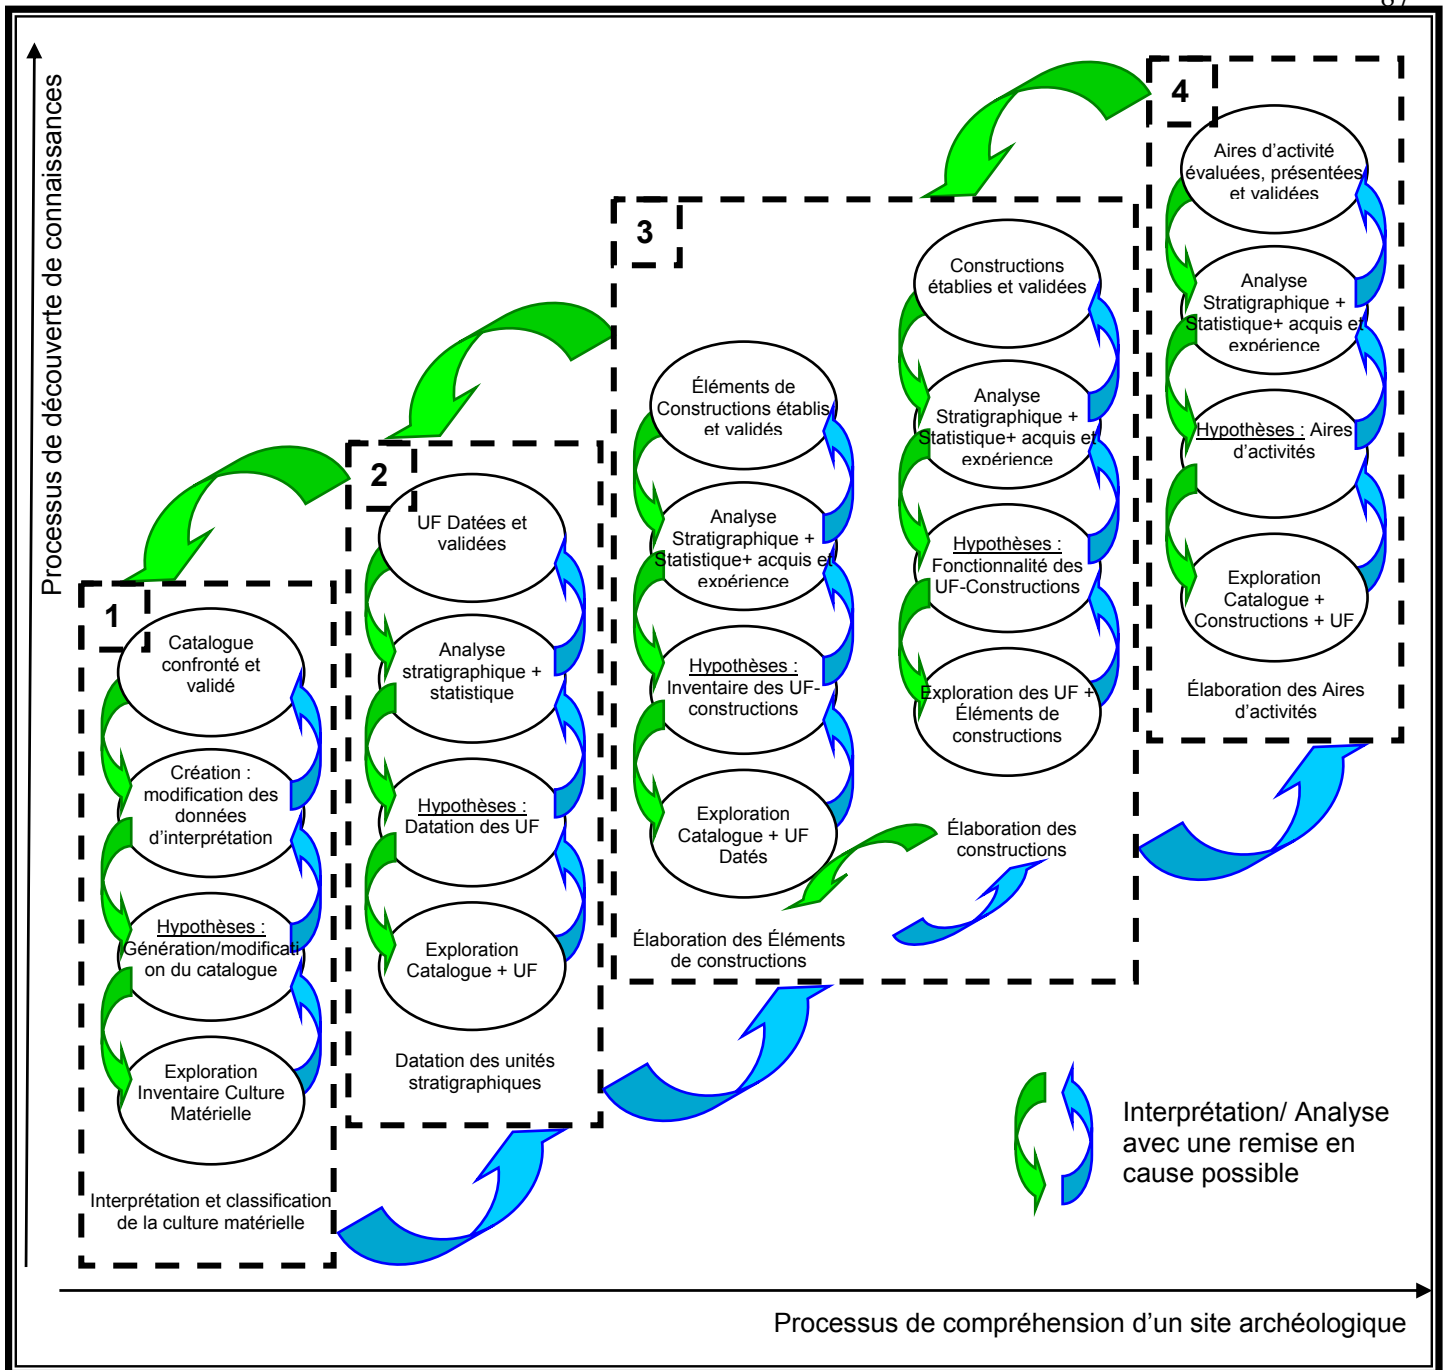 Processus de découverte de connaissances
1
Catalogue
confronté et
validé
Création :
modification des
données
d'interprétation
Hypothèses :
Génération/modificati
on du catalogue
Exploration
Inventaire Culture
Matérielle
Interprétation et classification
de la culture matérielle
2
UF Datées et
validées
Analyse
stratigraphique +
statistique
Hypothèses :
Datation des UF
Exploration
Catalogue + UF
Datation des unités
stratigraphiques
3
Éléments de
Constructions établis
et validés
Analyse
Stratigraphique +
Statistique+ acquis et
expérience
Hypothèses :
Inventaire des UF-
constructions
Exploration
Catalogue + UF
Datés
Élaboration des Éléments
de constructions
Constructions
établies et validées
Analyse
Stratigraphique +
Statistique+ acquis et
expérience
Hypothèses :
Fonctionnalité des
UF-Constructions
Exploration des UF +
Éléments de
constructions
Élaboration des
constructions
4
Aires d'activité
évaluées, présentées
et validées
Analyse
Stratigraphique +
Statistique+ acquis et
expérience
Hypothèses : Aires
d'activités
Exploration
Catalogue +
Constructions + UF
Élaboration des Aires
d'activités
Interprétation/ Analyse
avec une remise en
cause possible
Processus de compréhension d'un site archéologique